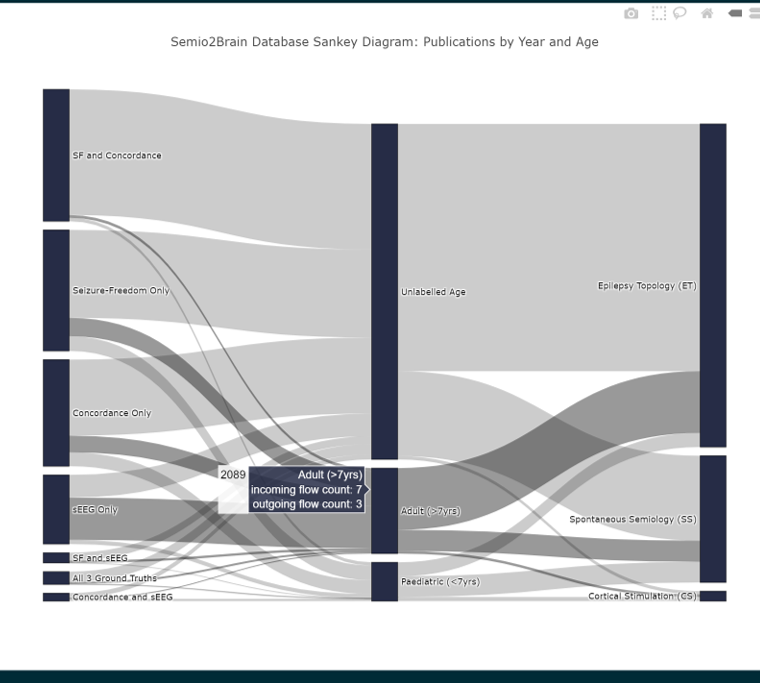 Semio2Brain Database Sankey Diagram: Publications by Year and Age
SF and Concordance
Seizure-Freedom Only
Concordance Only
sEEG Only
SF and sEEG
All 3 Ground Truths
Concordance and sEEG
2089
Adult (>7yrs)
incoming flow count: 7
outgoing flow count: 3
Unlabelled Age
Adult (>7yrs)
Paediatric (<7yrs)
Epilepsy Topology (ET)
Spontaneous Semiology (SS)
Cortical Stimulation (CS)